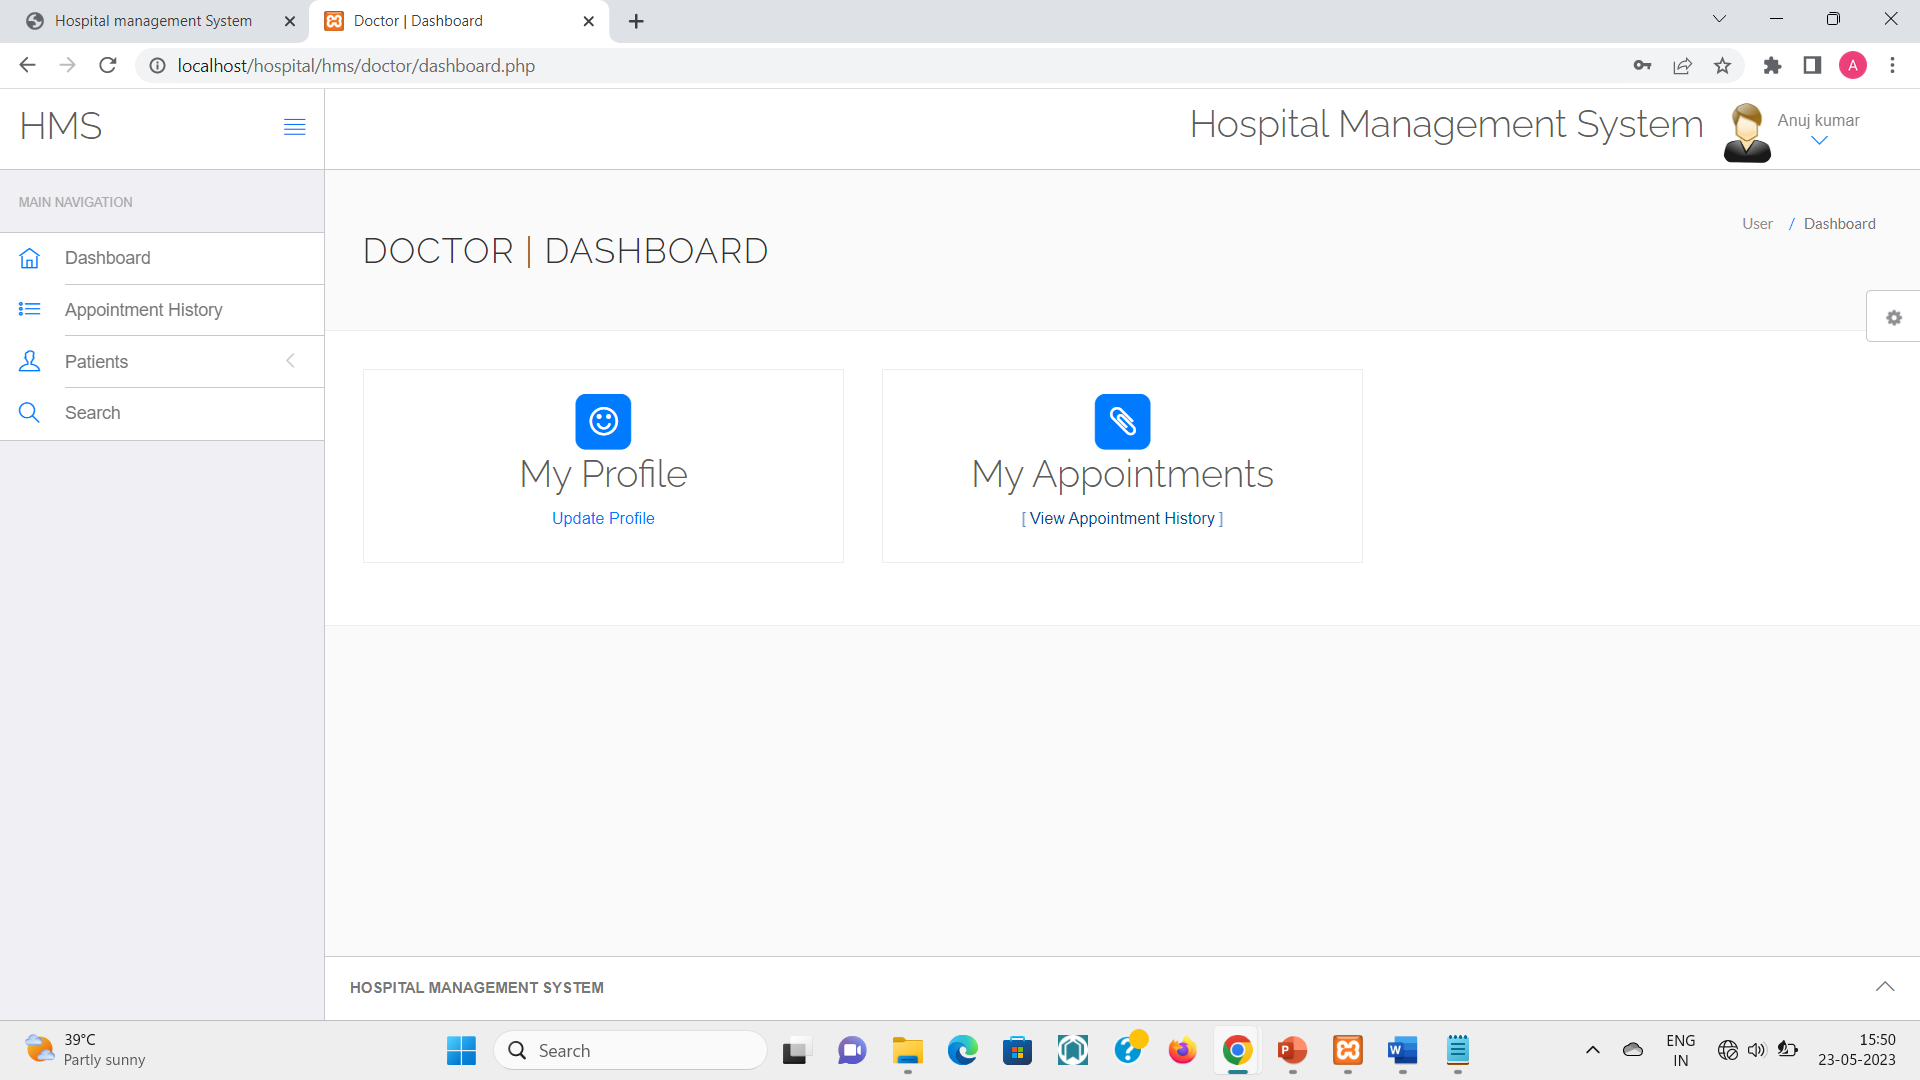 Hospital management System
Doctor | Dashboard
localhost/hospital/hms/doctor/dashboard.php
A
HMS
Hospital Management System
Anuj kumar
MAIN NAVIGATION
Dashboard
Appointment History
Patients
Search
DOCTOR | DASHBOARD
User / Dashboard
My Profile
Update Profile
My Appointments
[ View Appointment History ]
HOSPITAL MANAGEMENT SYSTEM
39°C
Partly sunny
Search
ENG
IN
15:50
23-05-2023